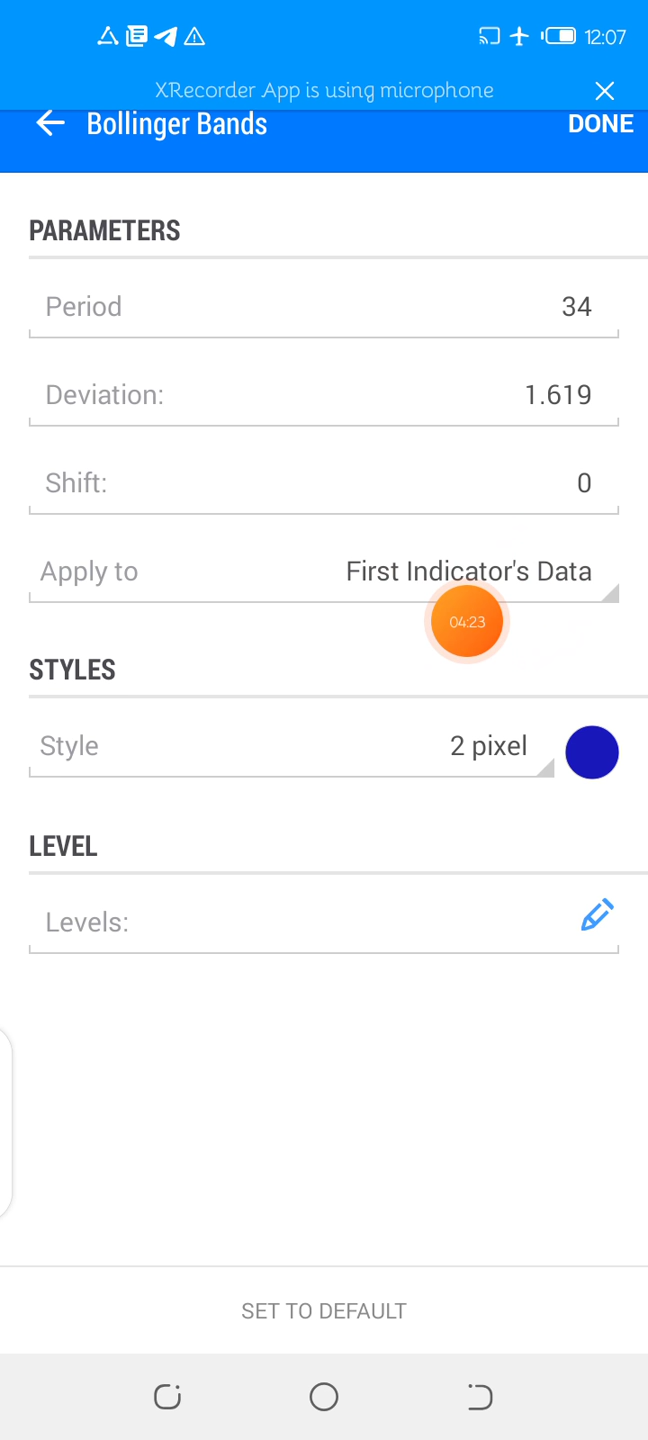 12:07
XRecorder App is using microphone
Bollinger Bands DONE
PARAMETERS
Period 34
Deviation: 1.619
Shift: 0
Apply to First Indicator's Data
04:23
STYLES
Style 2 pixel
LEVEL
Levels:
SET TO DEFAULT